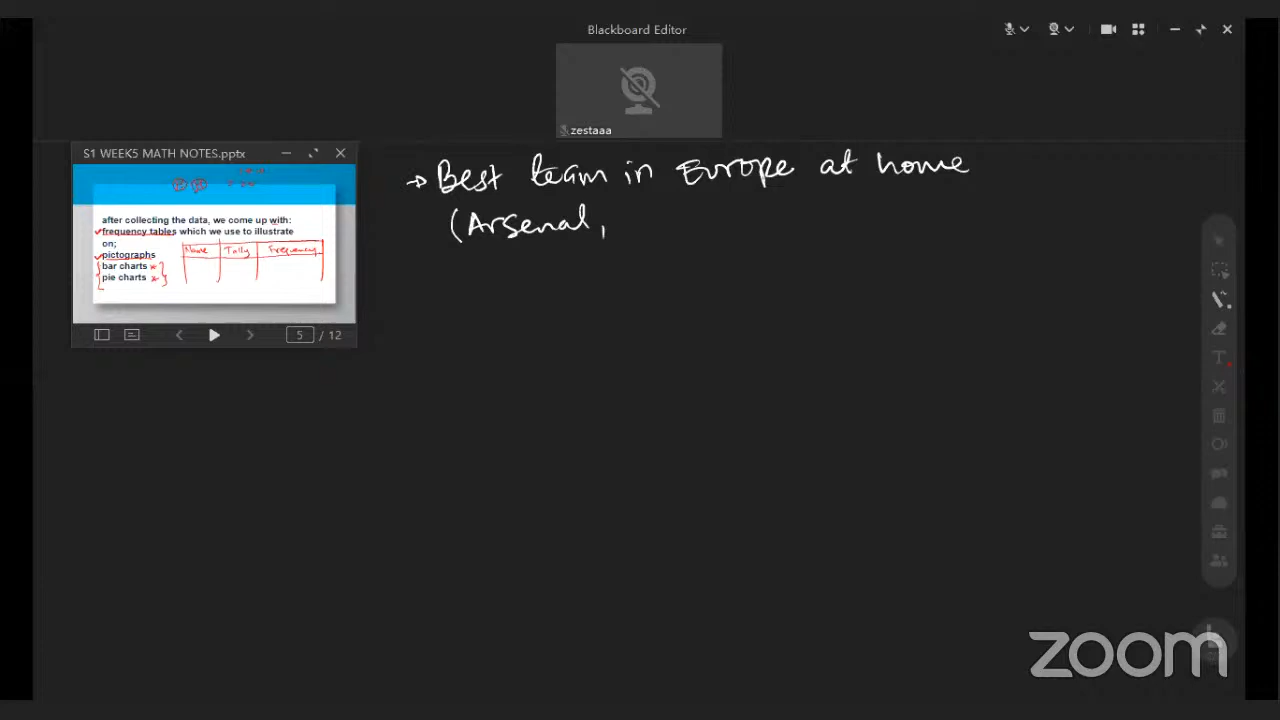 Blackboard Editor
zestaaa
S1 WEEK5 MATH NOTES.pptx
after collecting the data, we come up with:
frequency tables which we use to illustrate
on;
pictographs
bar charts
pie charts
Name Tally Frequency
5 / 12
→ Best team in Europe at home
(Arsenal,
zoom